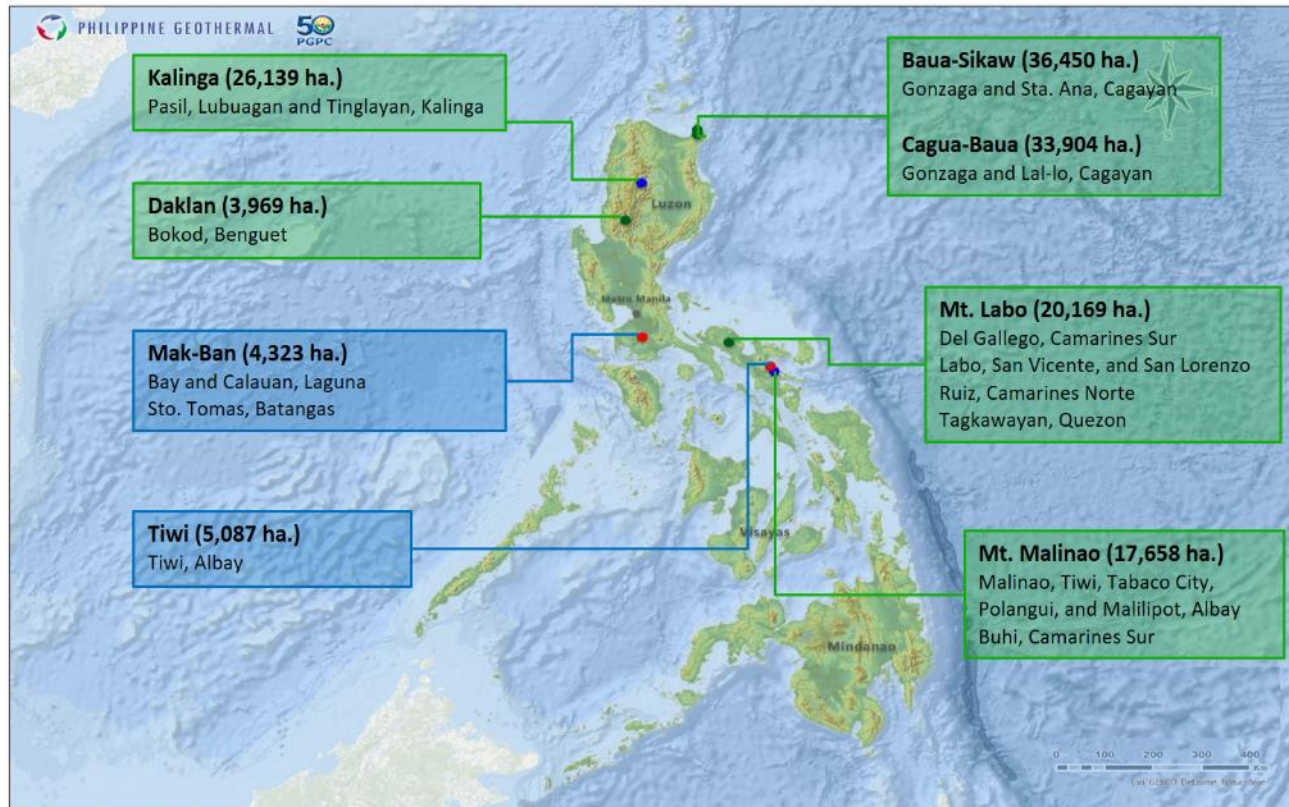 PHILIPPINE GEOTHERMAL
50
PGPC
Kalinga (26,139 ha.)
Pasil, Lubuagan and Tinglayan, Kalinga
Baua-Sikaw (36,450 ha.)
Gonzaga and Sta. Ana, Cagayan
Cagua-Baua (33,904 ha.)
Gonzaga and Lal-lo, Cagayan
Daklan (3,969 ha.)
Bokod, Benguet
Luzon
Metro Manila
Mak-Ban (4,323 ha.)
Bay and Calauan, Laguna
Sto. Tomas, Batangas
Mt. Labo (20,169 ha.)
Del Gallego, Camarines Sur
Labo, San Vicente, and San Lorenzo
Ruiz, Camarines Norte
Tagkawayan, Quezon
Tiwi (5,087 ha.)
Tiwi, Albay
Visayas
Mt. Malinao (17,658 ha.)
Malinao, Tiwi, Tabaco City,
Polangui, and Malilipot, Albay
Buhi, Camarines Sur
Mindanao
0 100 200 300 400
Km
Esri, GEBCO, DeLorme, NaturalVue